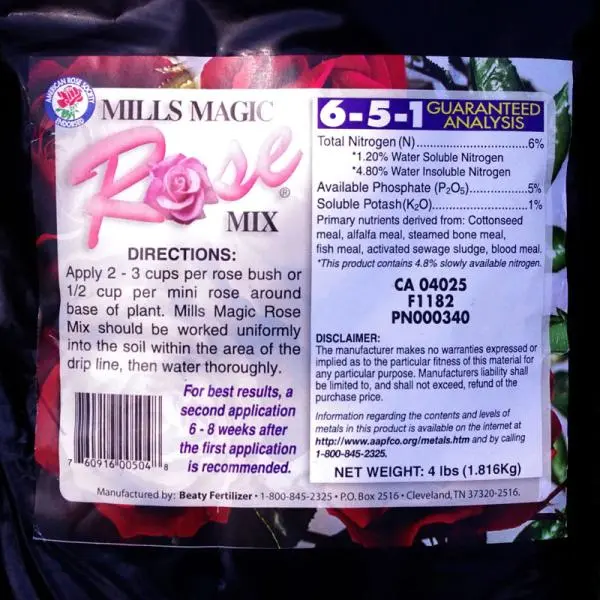 AMERICAN ROSE SOCIETY
ENDORSED
MILLS MAGIC
Rose®
MIX
DIRECTIONS:
Apply 2 - 3 cups per rose bush or
1/2 cup per mini rose around
base of plant. Mills Magic Rose
Mix should be worked uniformly
into the soil within the area of the
drip line, then water thoroughly.
For best results, a
second application
6 - 8 weeks after
the first application
is recommended.
7 60916 00504 8
6-5-1 GUARANTEED
ANALYSIS
Total Nitrogen (N)..........................6%
*1.20% Water Soluble Nitrogen
*4.80% Water Insoluble Nitrogen
Available Phosphate (P₂O₅)................5%
Soluble Potash(K₂O).........................1%
Primary nutrients derived from: Cottonseed
meal, alfalfa meal, steamed bone meal,
fish meal, activated sewage sludge, blood meal.
*This product contains 4.8% slowly available nitrogen.
CA 04025
F1182
PN000340
DISCLAIMER:
The manufacturer makes no warranties expressed or
implied as to the particular fitness of this material for
any particular purpose. Manufacturers liability shall
be limited to, and shall not exceed, refund of the
purchase price.
Information regarding the contents and levels of
metals in this product is available on the internet at
http://www.aapfco.org/metals.htm and by calling
1-800-845-2325.
NET WEIGHT: 4 lbs (1.816Kg)
Manufactured by: Beaty Fertilizer • 1-800-845-2325 • P.O. Box 2516 • Cleveland, TN 37320-2516.